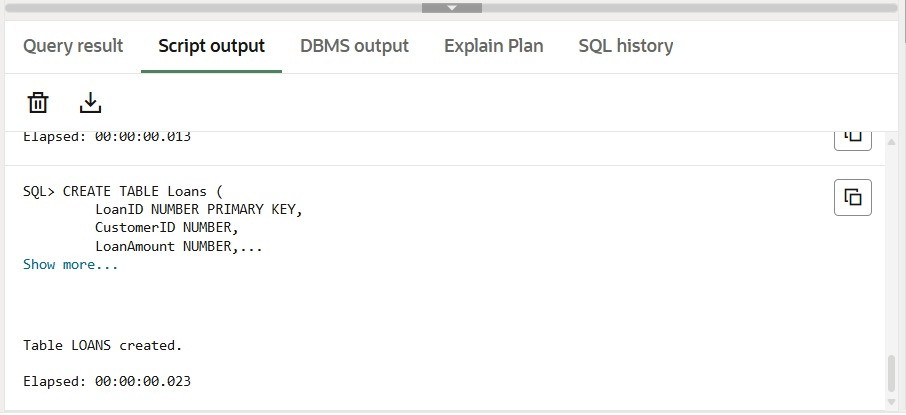 Query result Script output DBMS output Explain Plan SQL history
Elapsed: 00:00:00.013
SQL> CREATE TABLE Loans (
LoanID NUMBER PRIMARY KEY,
CustomerID NUMBER,
LoanAmount NUMBER,...
Show more...
Table LOANS created.
Elapsed: 00:00:00.023